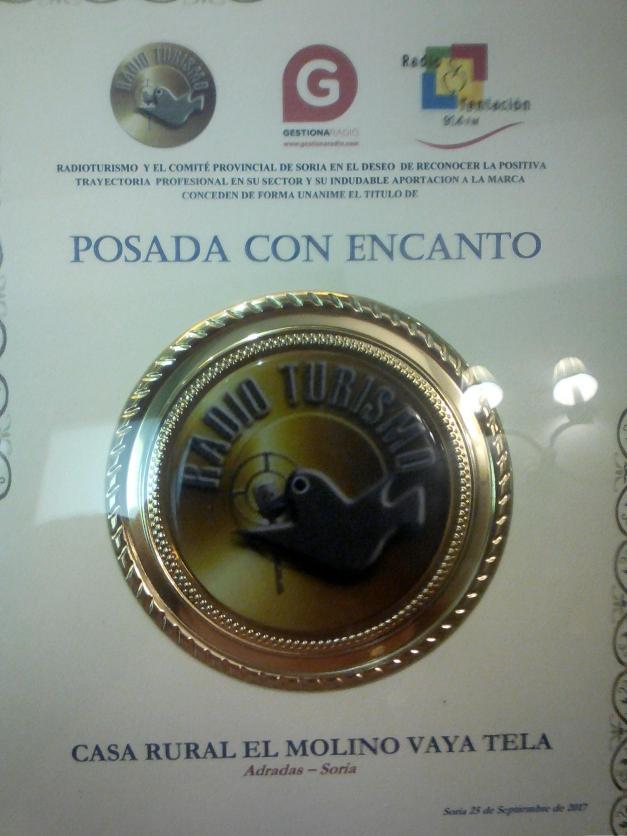 RADIO TURISMO
G
GESTIONARADIO
www.gestionaradio.com
Radio
Tentación
91.4 FM
RADIOTURISMO Y EL COMITÉ PROVINCIAL DE SORIA EN EL DESEO DE RECONOCER LA POSITIVA
TRAYECTORIA PROFESIONAL EN SU SECTOR Y SU INDUDABLE APORTACION A LA MARCA
CONCEDEN DE FORMA UNANIME EL TITULO DE
POSADA CON ENCANTO
RADIO TURISMO
CASA RURAL EL MOLINO VAYA TELA
Adradas – Soria
Soria 25 de Septiembre de 2017